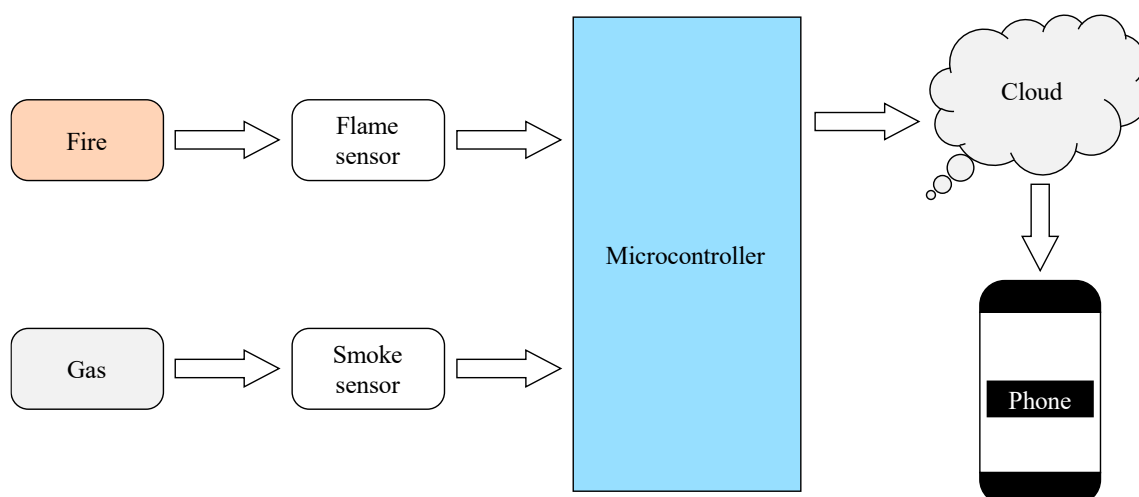 Fire
Flame
sensor
Microcontroller
Cloud
Gas
Smoke
sensor
Phone